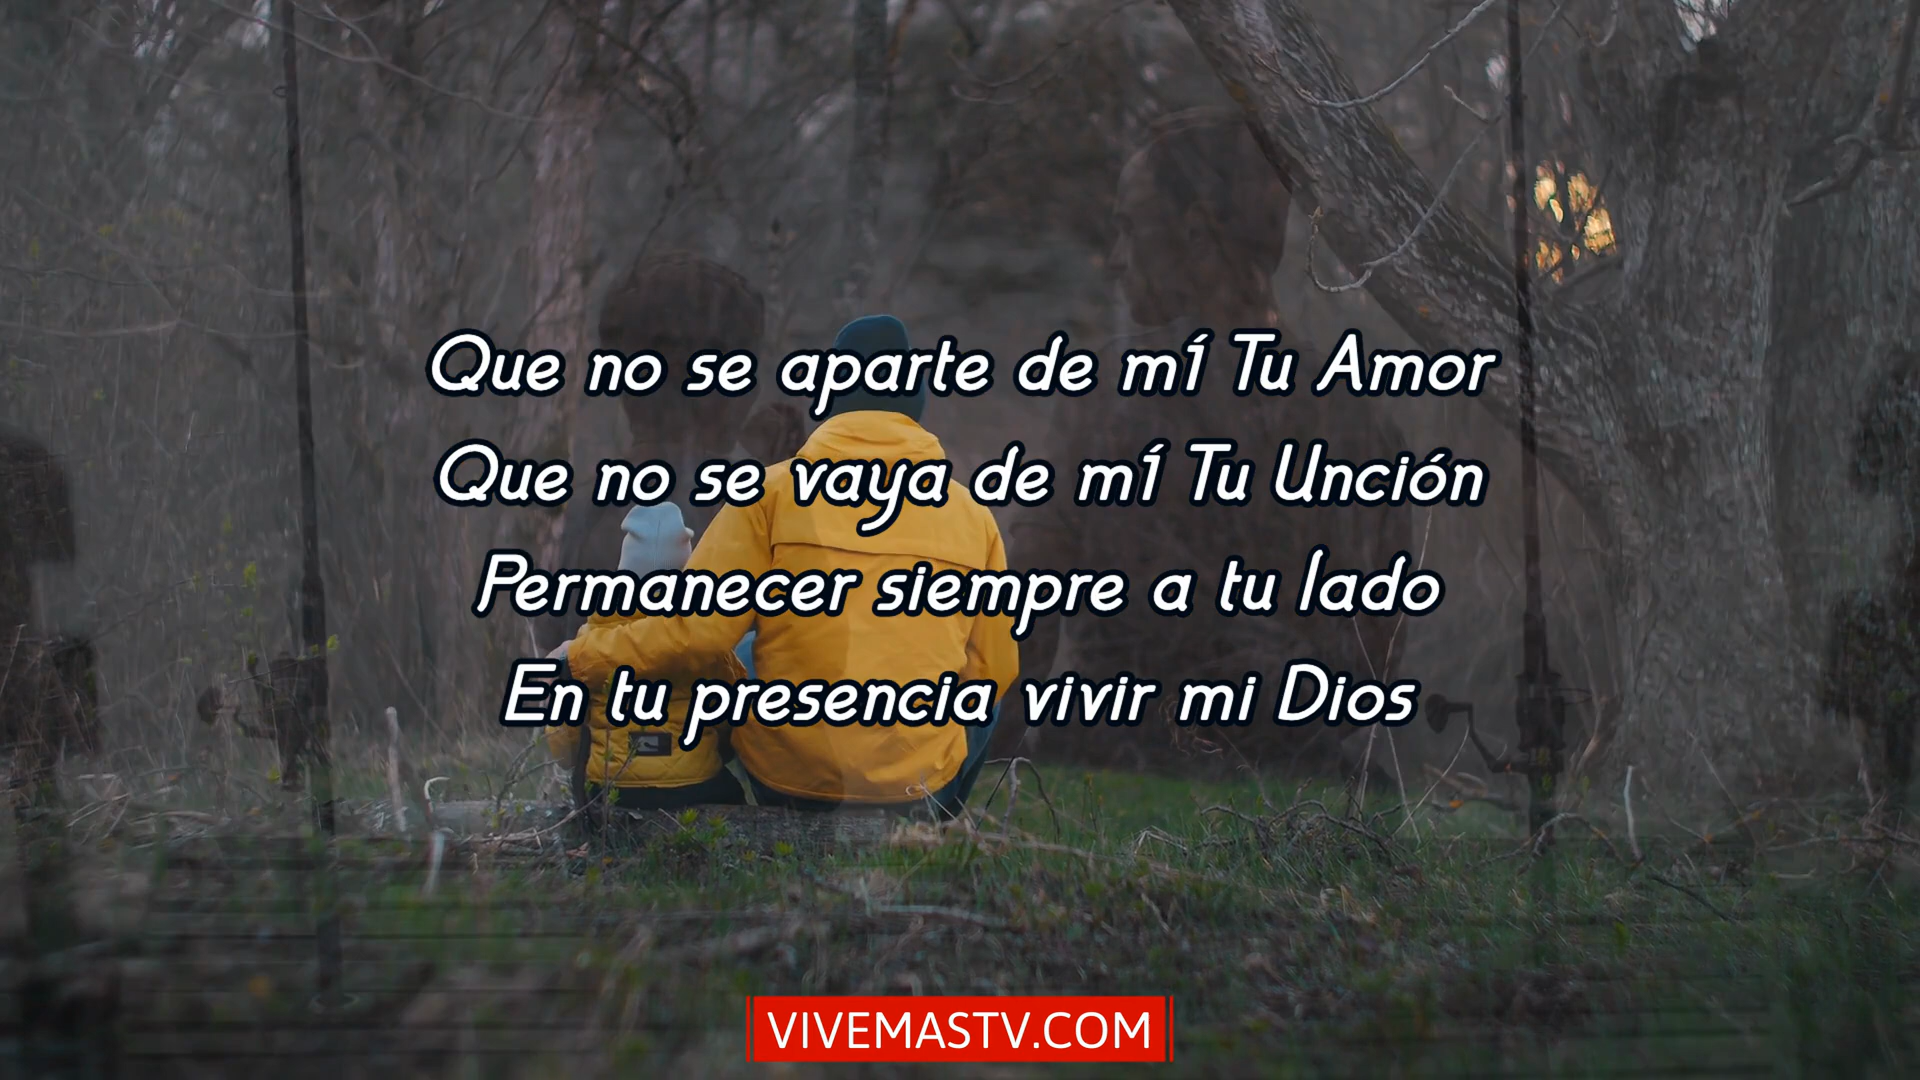 Que no se aparte de mí Tu Amor
Que no se vaya de mí Tu Unción
Permanecer siempre a tu lado
En tu presencia vivir mi Dios
VIVEMASTV.COM